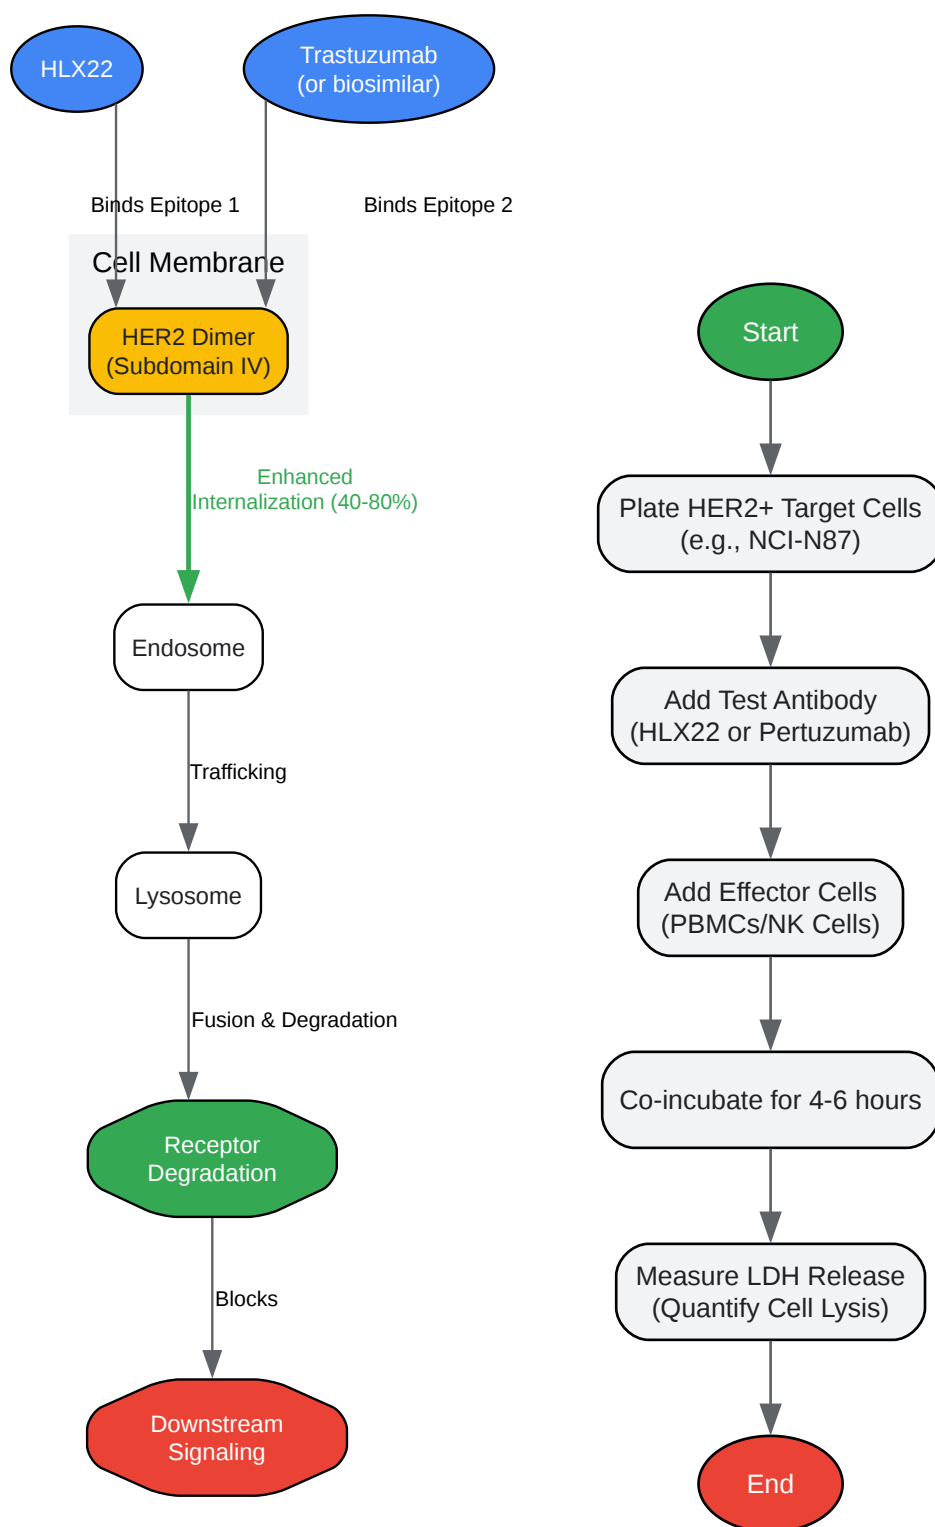 HLX22
Trastuzumab
(or biosimilar)
Binds Epitope 1
Binds Epitope 2
Cell Membrane
HER2 Dimer
(Subdomain IV)
Enhanced
Internalization (40-80%)
Endosome
Trafficking
Lysosome
Fusion & Degradation
Receptor
Degradation
Blocks
Downstream
Signaling
Start
Plate HER2+ Target Cells
(e.g., NCI-N87)
Add Test Antibody
(HLX22 or Pertuzumab)
Add Effector Cells
(PBMCs/NK Cells)
Co-incubate for 4-6 hours
Measure LDH Release
(Quantify Cell Lysis)
End